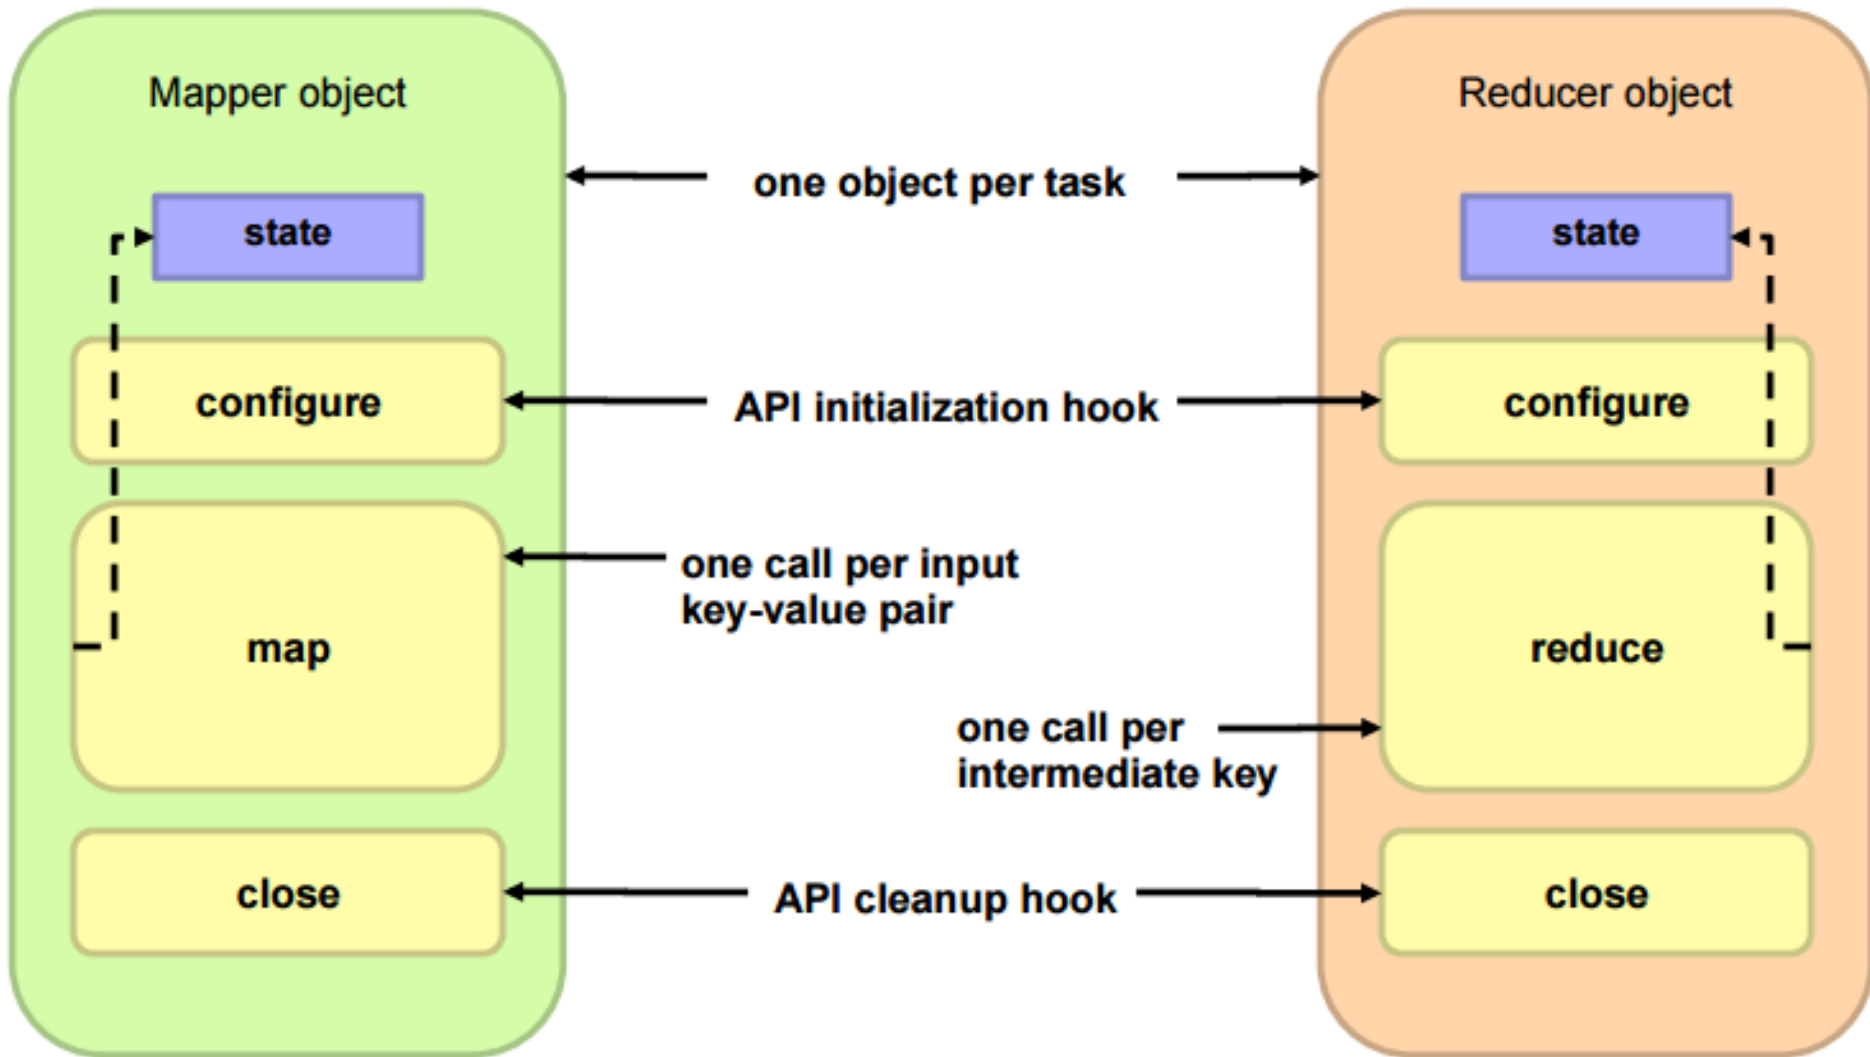 Mapper object
Reducer object
one object per task
state
state
configure
API initialization hook
configure
one call per input
key-value pair
map
reduce
one call per
intermediate key
close
API cleanup hook
close